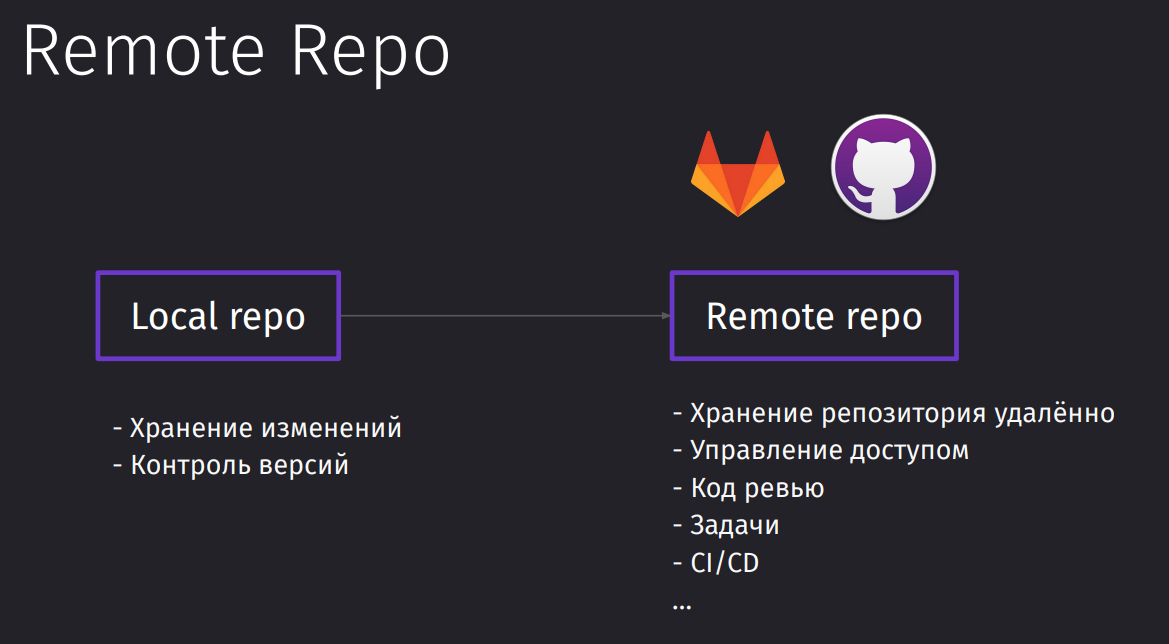 Remote Repo
Local repo
Remote repo
- Хранение изменений
- Контроль версий
- Хранение репозитория удалённо
- Управление доступом
- Код ревью
- Задачи
- CI/CD
...